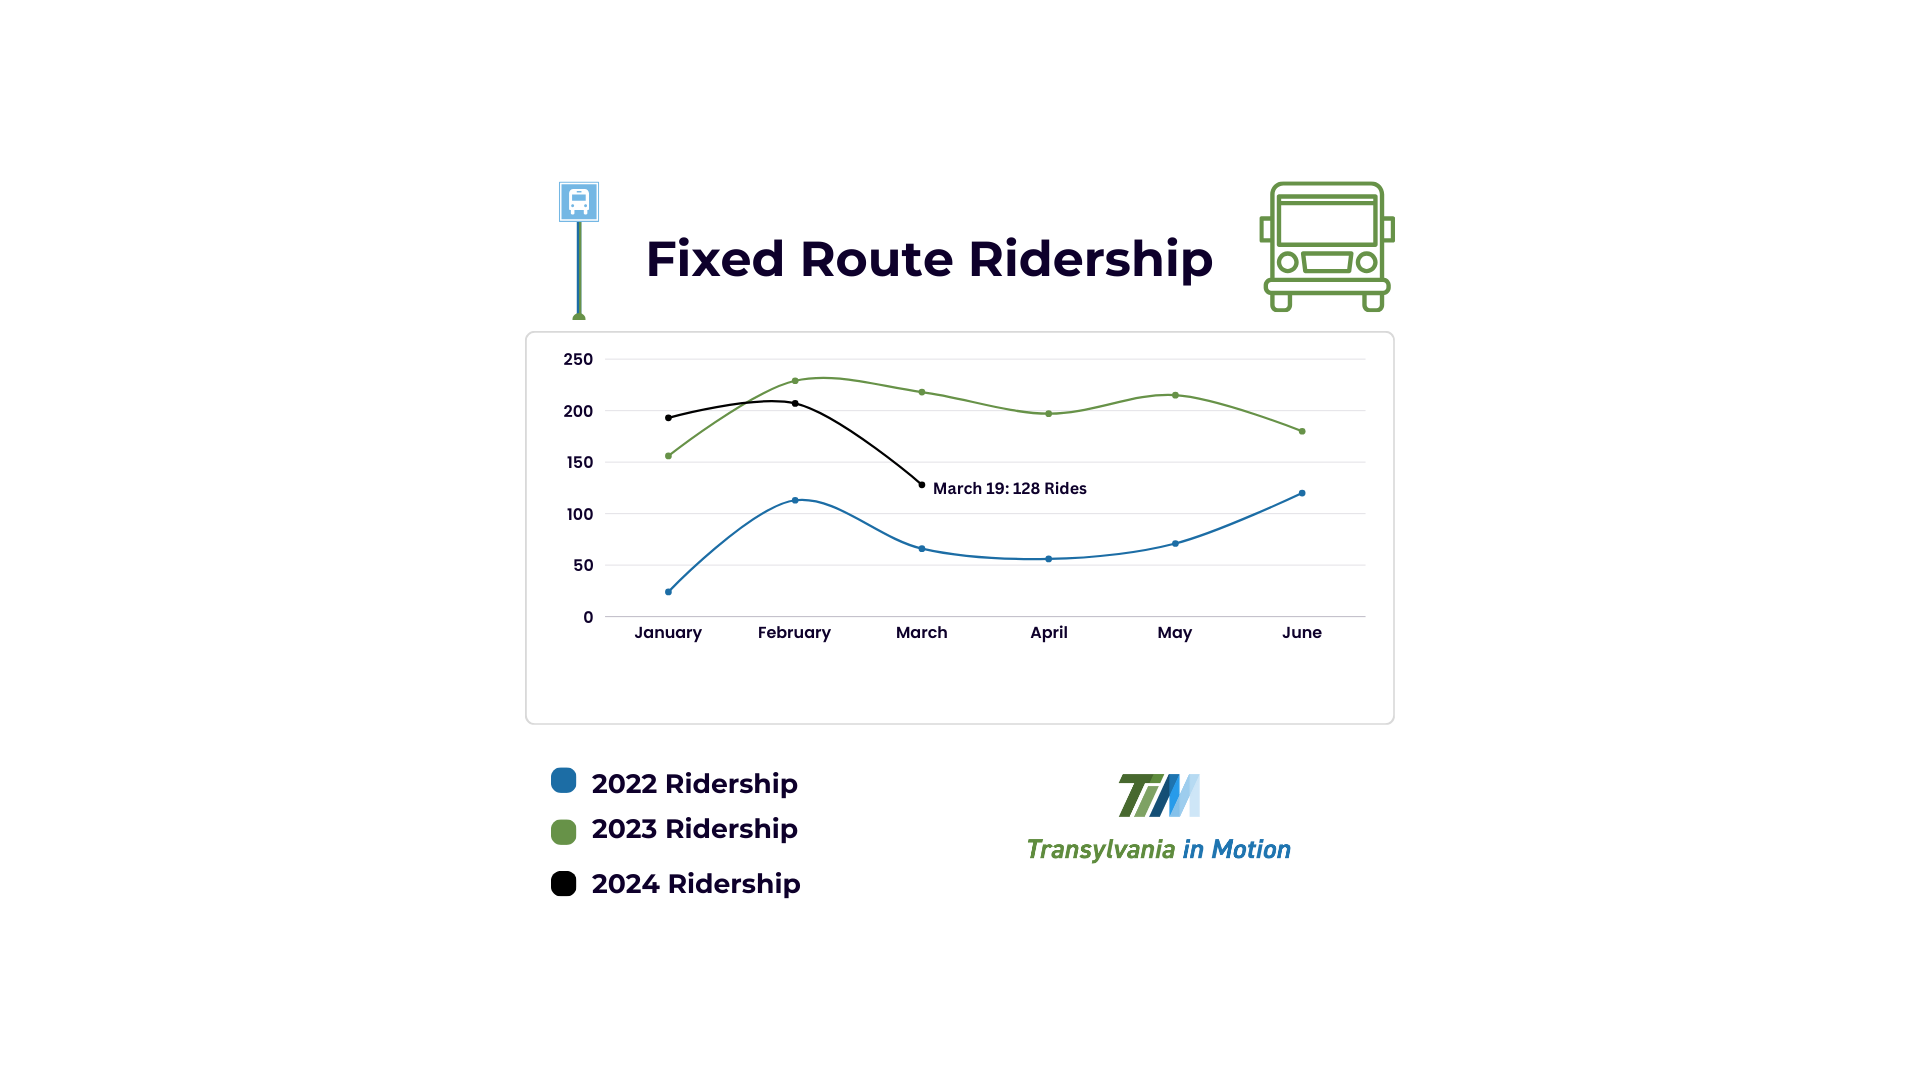 Fixed Route Ridership
250
200
150
100
50
0
March 19: 128 Rides
January February March April May June
2022 Ridership
2023 Ridership
2024 Ridership
TiM
Transylvania in Motion